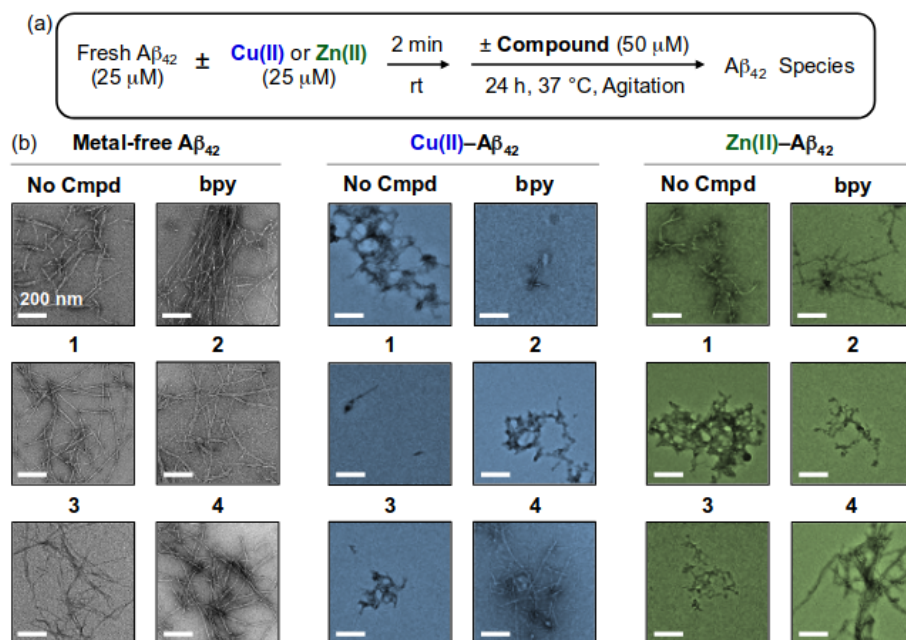 (a)
Fresh Aβ₄₂ ± Cu(II) or Zn(II) 2 min ± Compound (50 μM) Aβ₄₂ Species
(25 μM) (25 μM) rt 24 h, 37 °C, Agitation
(b) Metal-free Aβ₄₂ Cu(II)–Aβ₄₂ Zn(II)–Aβ₄₂
No Cmpd bpy No Cmpd bpy No Cmpd bpy
200 nm
1 2 1 2 1 2
3 4 3 4 3 4